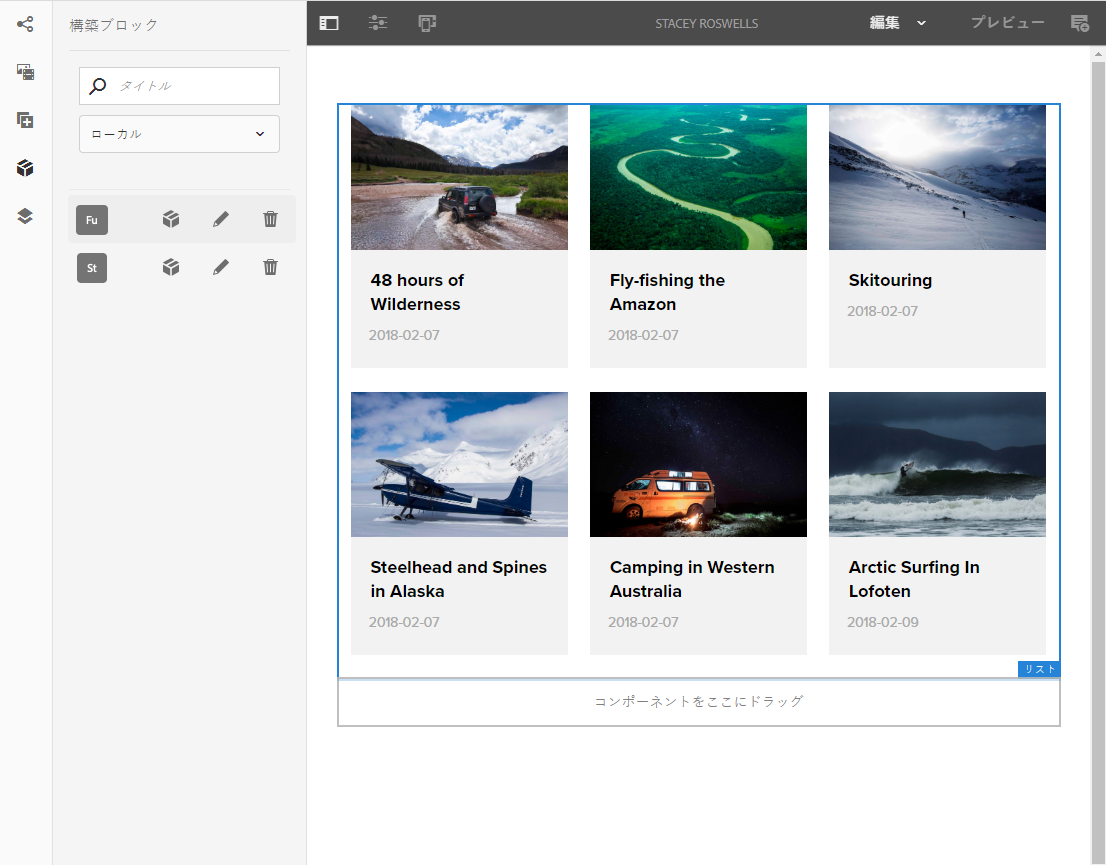 構築ブロック
タイトル
ローカル
Fu
St
STACEY ROSWELLS
編集
プレビュー
48 hours of
Wilderness
2018-02-07
Fly-fishing the
Amazon
2018-02-07
Skitouring
2018-02-07
Steelhead and Spines
in Alaska
2018-02-07
Camping in Western
Australia
2018-02-07
Arctic Surfing In
Lofoten
2018-02-09
リスト
コンポーネントをここにドラッグ